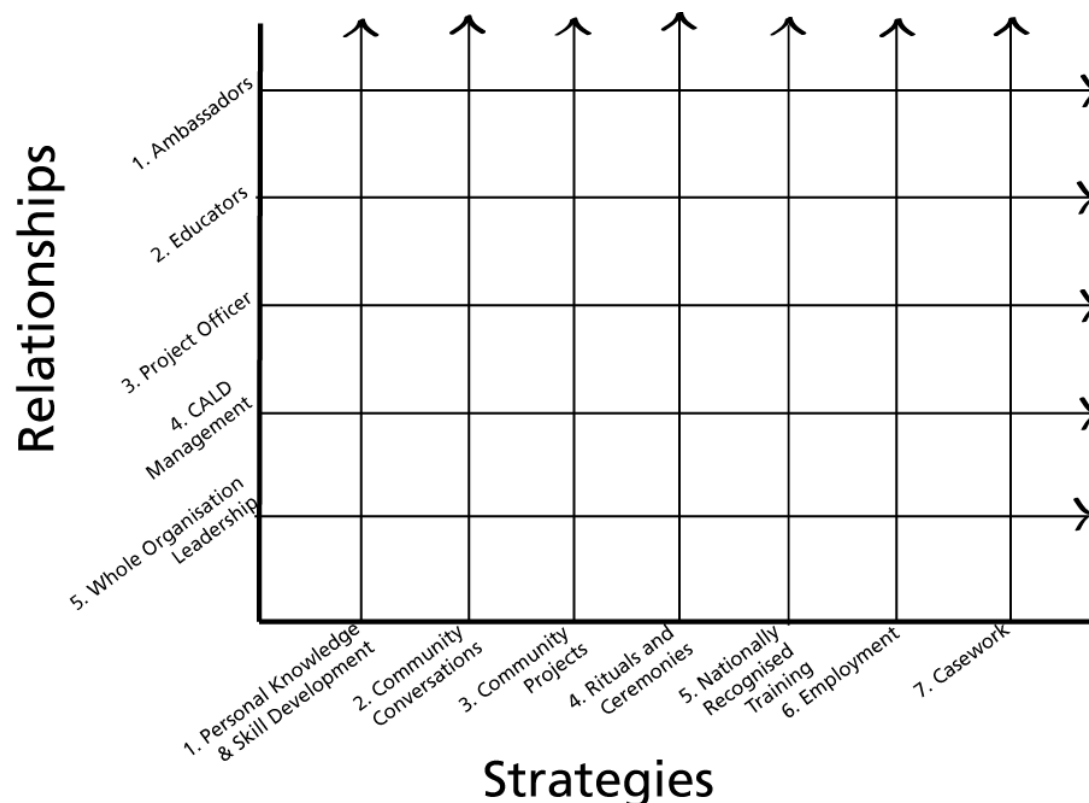 Relationships
1. Ambassadors
2. Educators
3. Project Officer
4. CALD
Management
5. Whole Organisation
Leadership
1. Personal Knowledge
& Skill Development
2. Community
Conversations
3. Community
Projects
4. Rituals and
Ceremonies
5. Nationally
Recognised
Training
6. Employment
7. Casework
Strategies